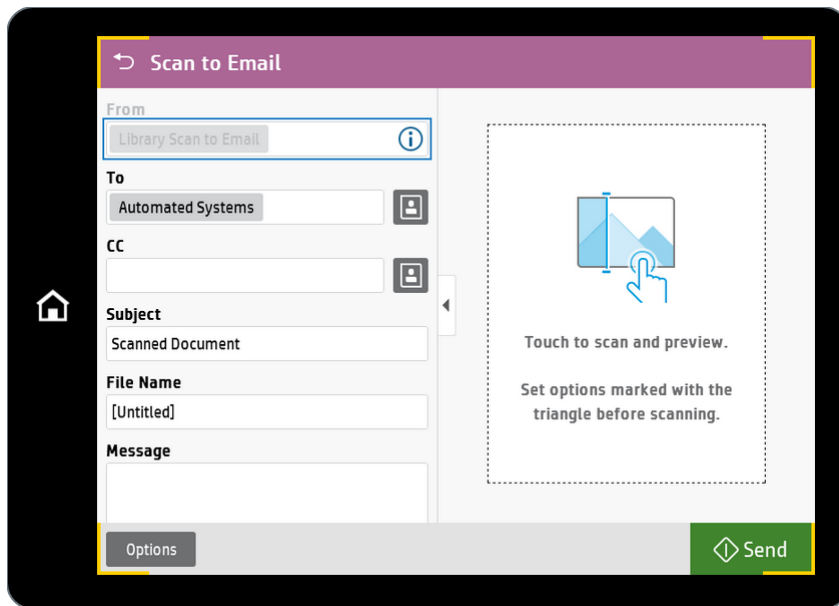 Scan to Email
From
Library Scan to Email
To
Automated Systems
CC
Subject
Scanned Document
File Name
[Untitled]
Message
Touch to scan and preview.
Set options marked with the
triangle before scanning.
Options
Send